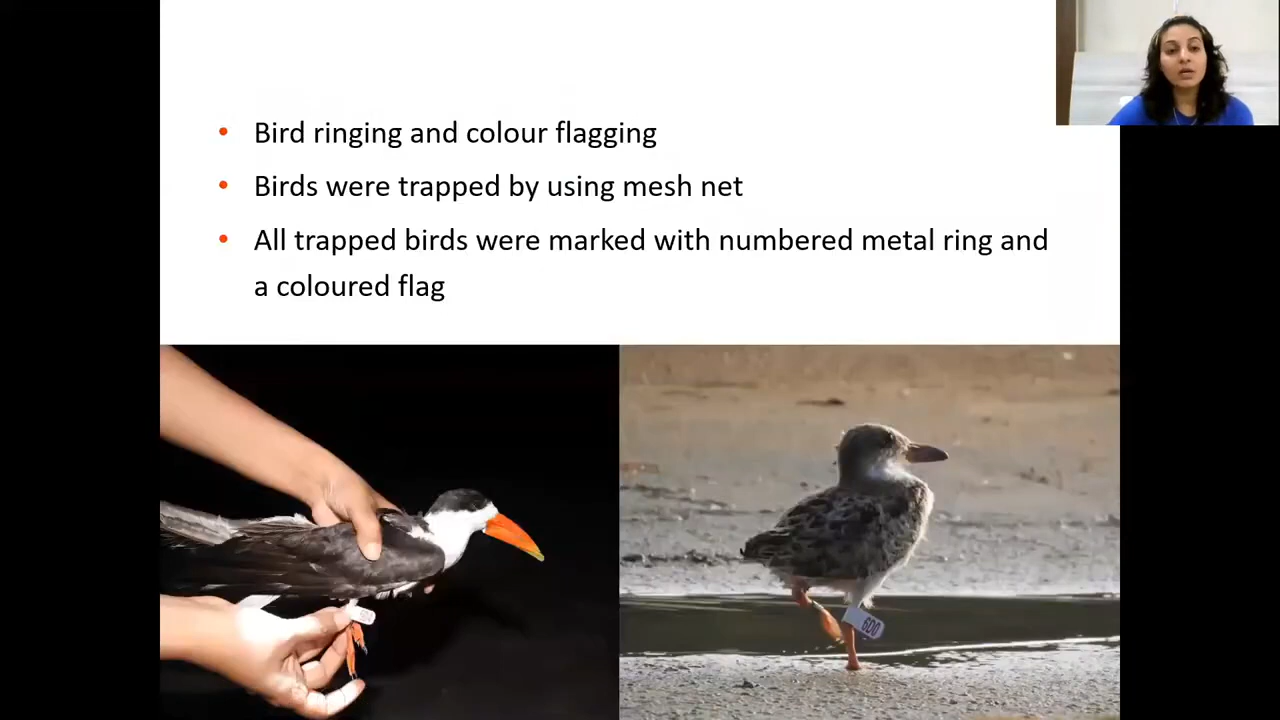 Bird ringing and colour flagging
Birds were trapped by using mesh net
All trapped birds were marked with numbered metal ring and
a coloured flag
6D0